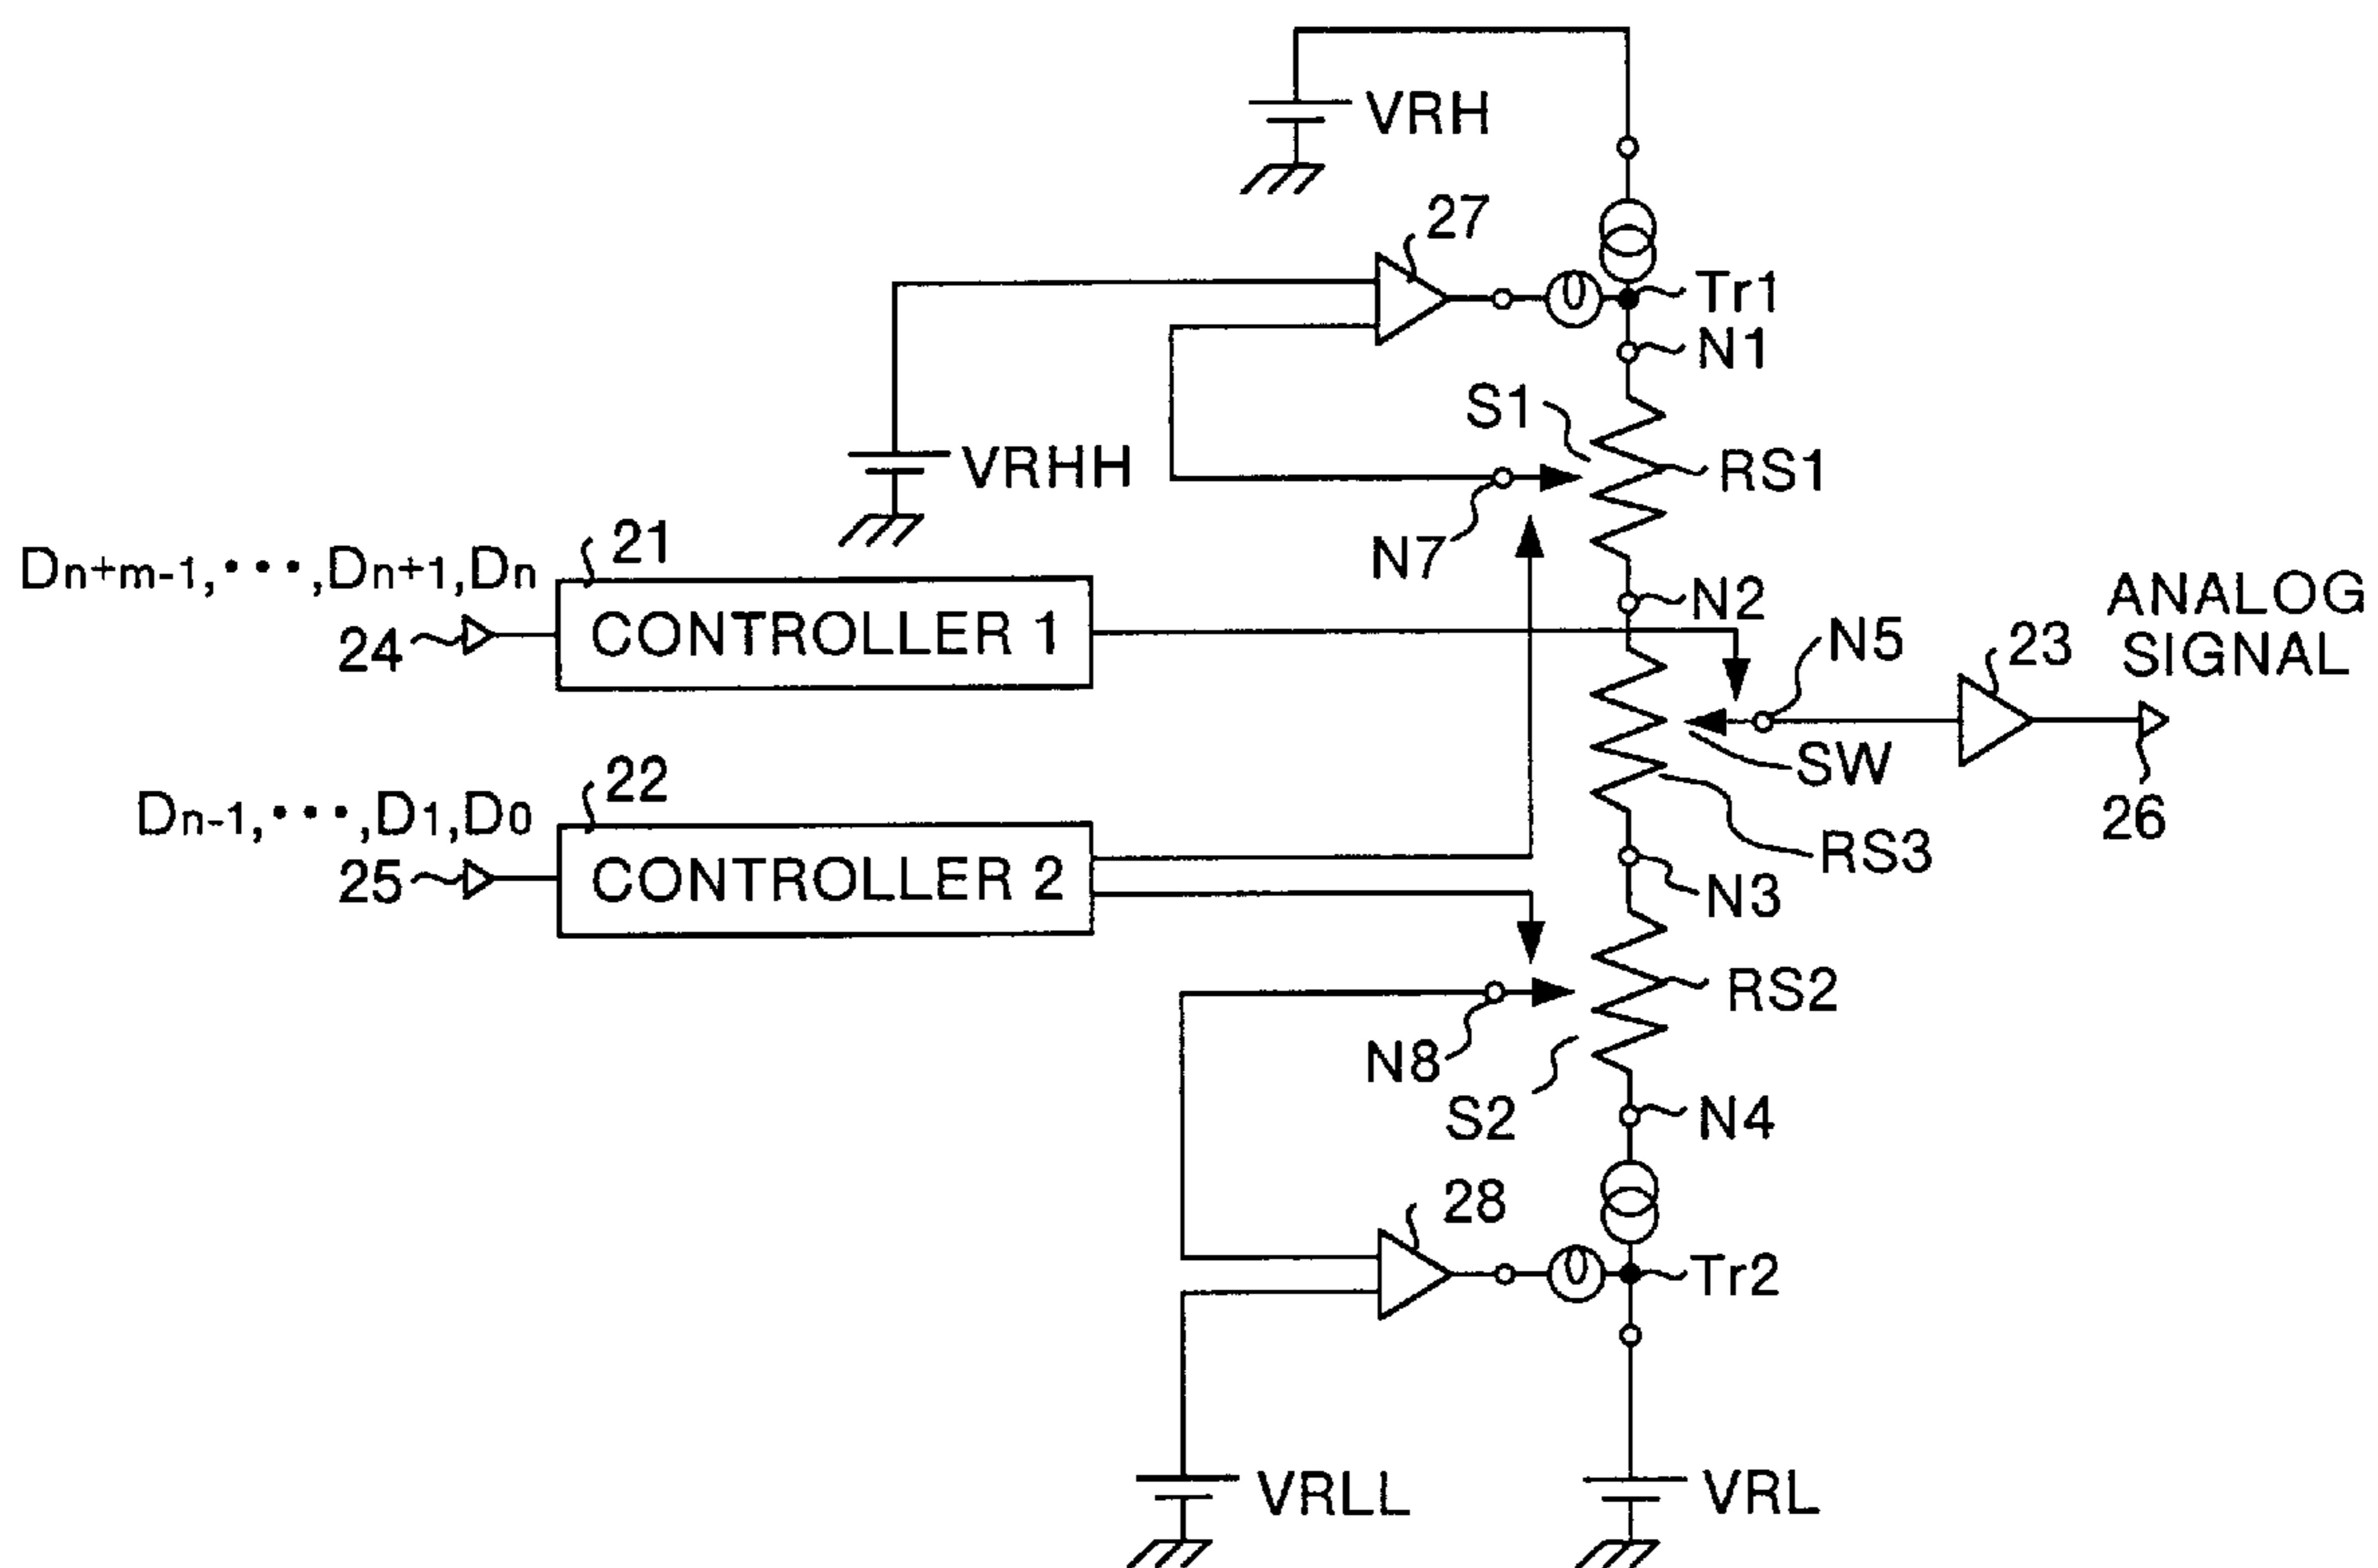 VRH
27
Tr1
N1
S1
RS1
VRHH
N7
21
Dn+m-1,•••,Dn+1,Dn
CONTROLLER 1
24
N2
N5
ANALOG
SIGNAL
23
SW
26
22
Dn-1,•••,D1,D0
CONTROLLER 2
25
RS3
N3
RS2
N8
S2
N4
28
Tr2
VRLL
VRL